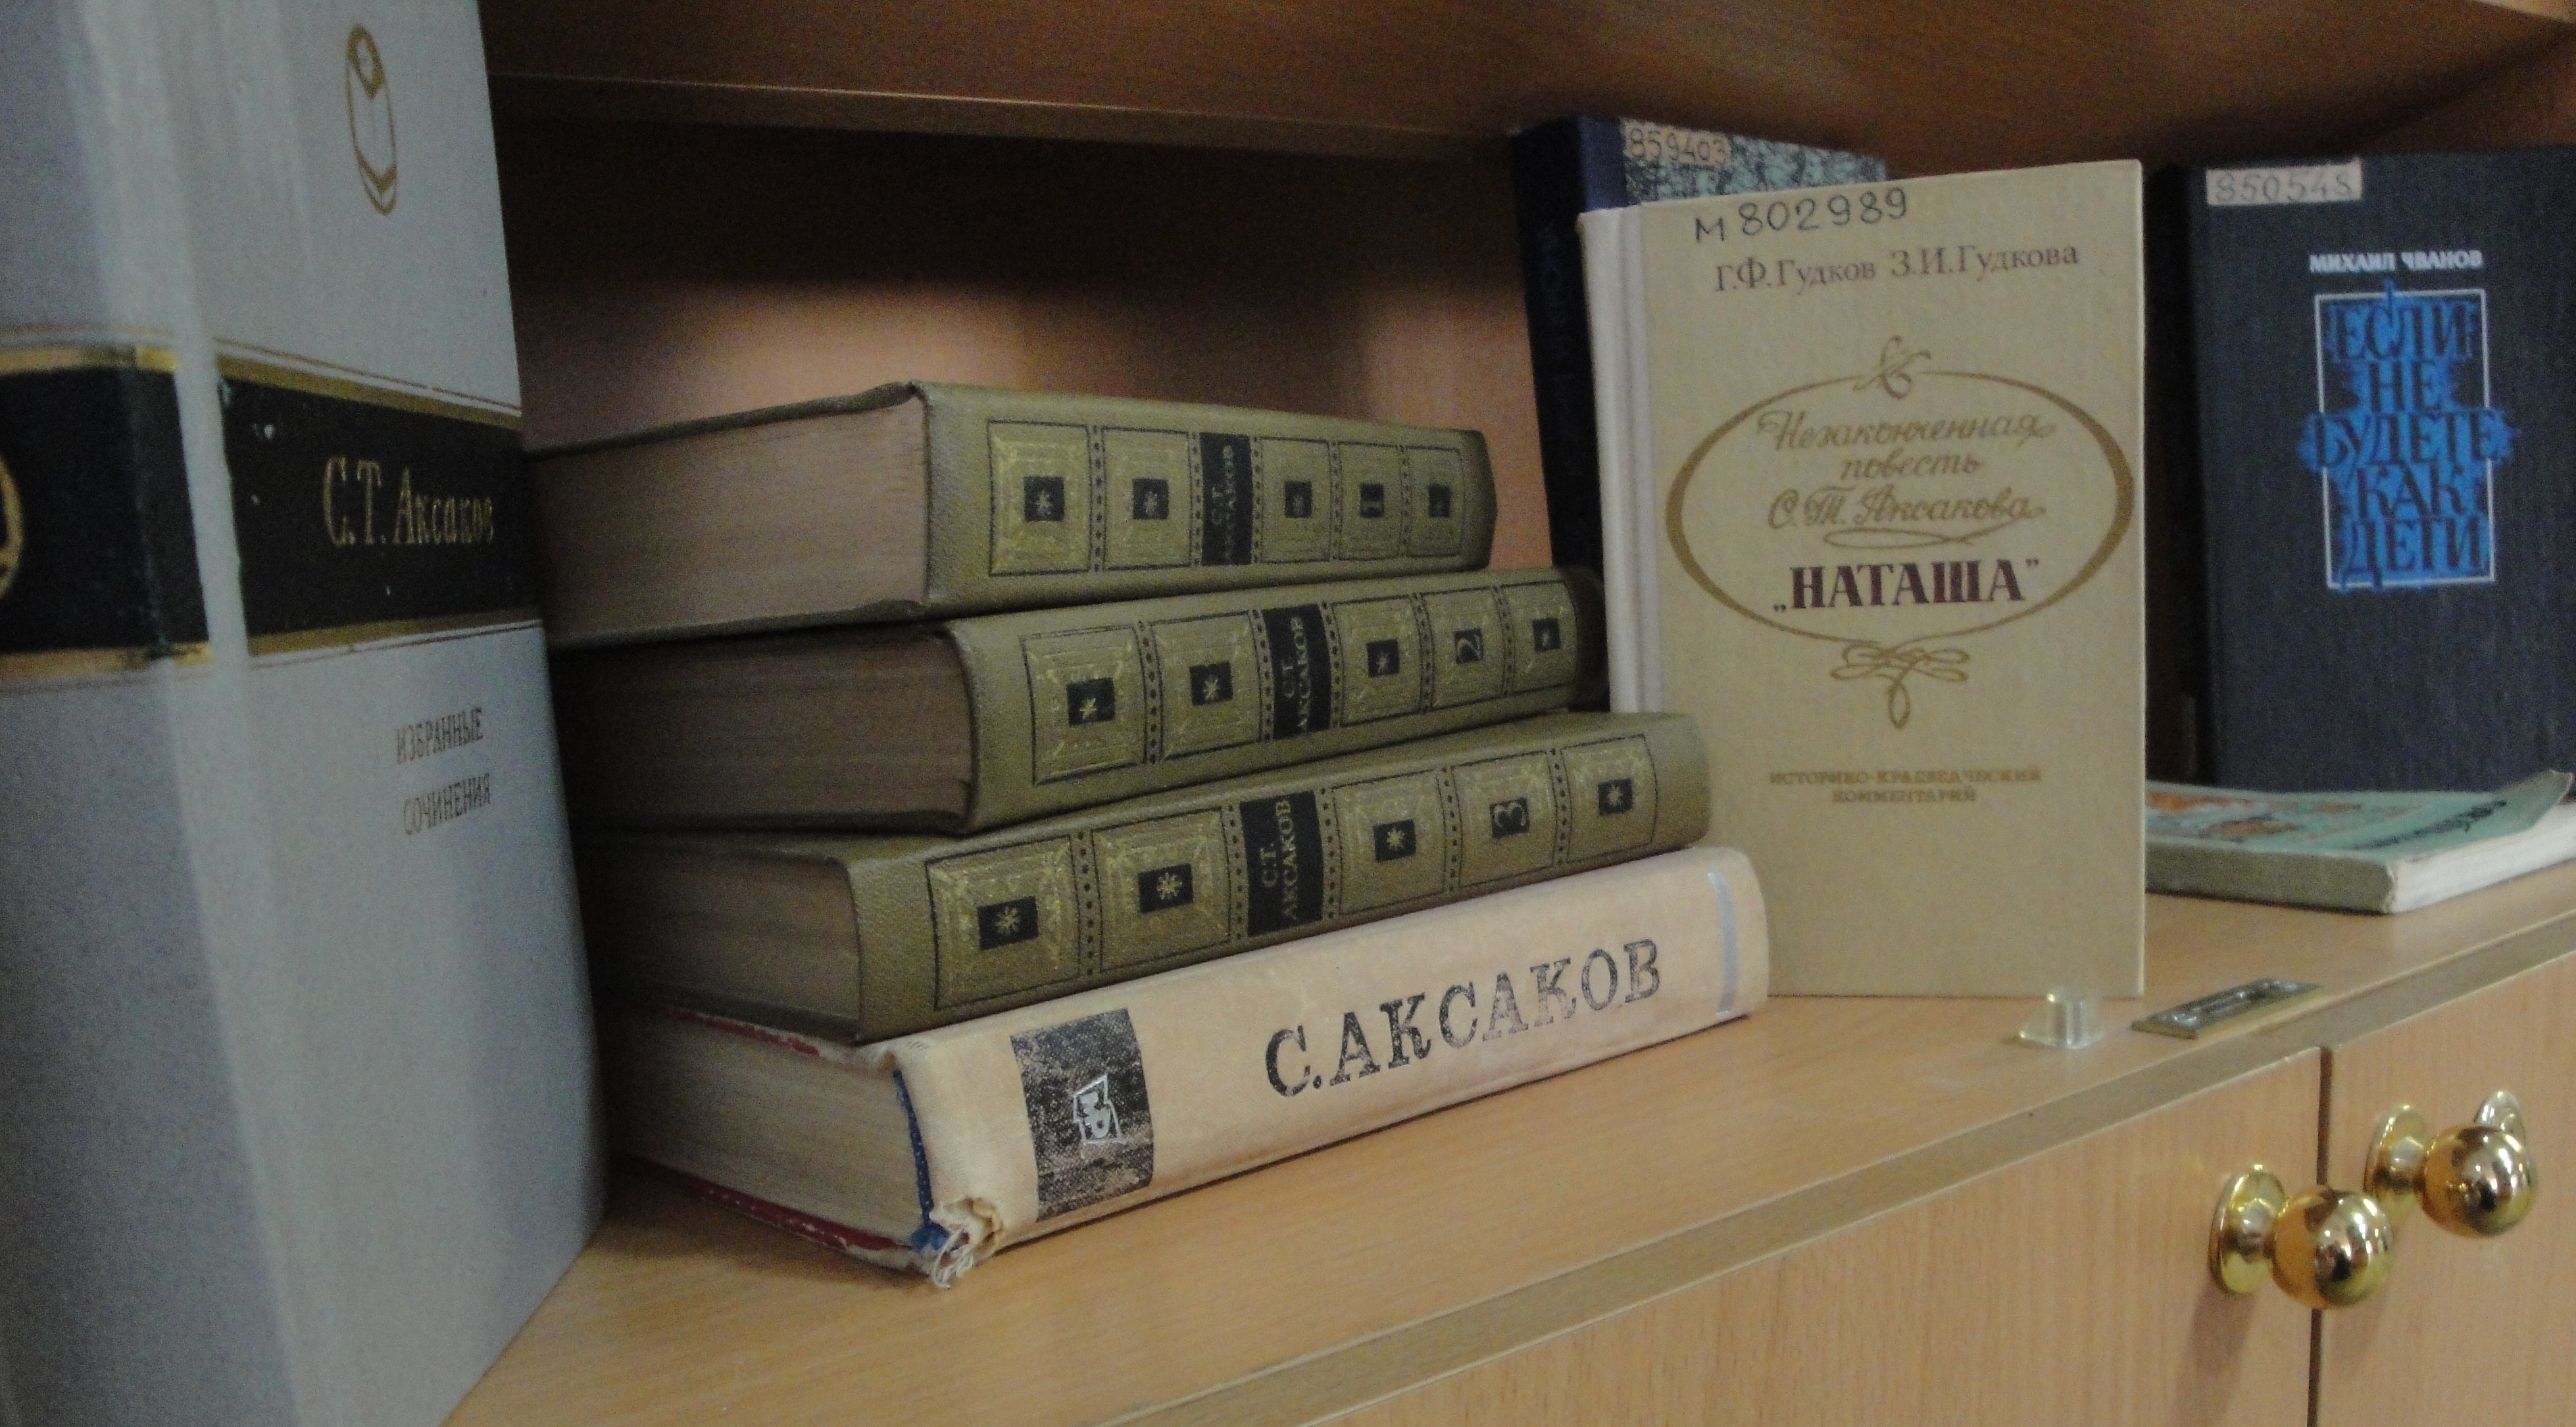 С.Т. Аксаков
ИЗБРАННЫЕ
СОЧИНЕНИЯ
С.Т.
АКСАКОВ
1
С.Т.
АКСАКОВ
2
С.Т.
АКСАКОВ
3
С.АКСАКОВ
859403
М 802989
Г.Ф.Гудков З.И.Гудкова
Незаконченная
повесть
С.Т. Аксакова
„НАТАША”
ИСТОРИКО-КРАЕВЕДЧЕСКИЙ
КОММЕНТАРИЙ
850548
МИХАИЛ ЧВАНОВ
ЕСЛИ
НЕ
БУДЕТЕ
КАК
ДЕТИ